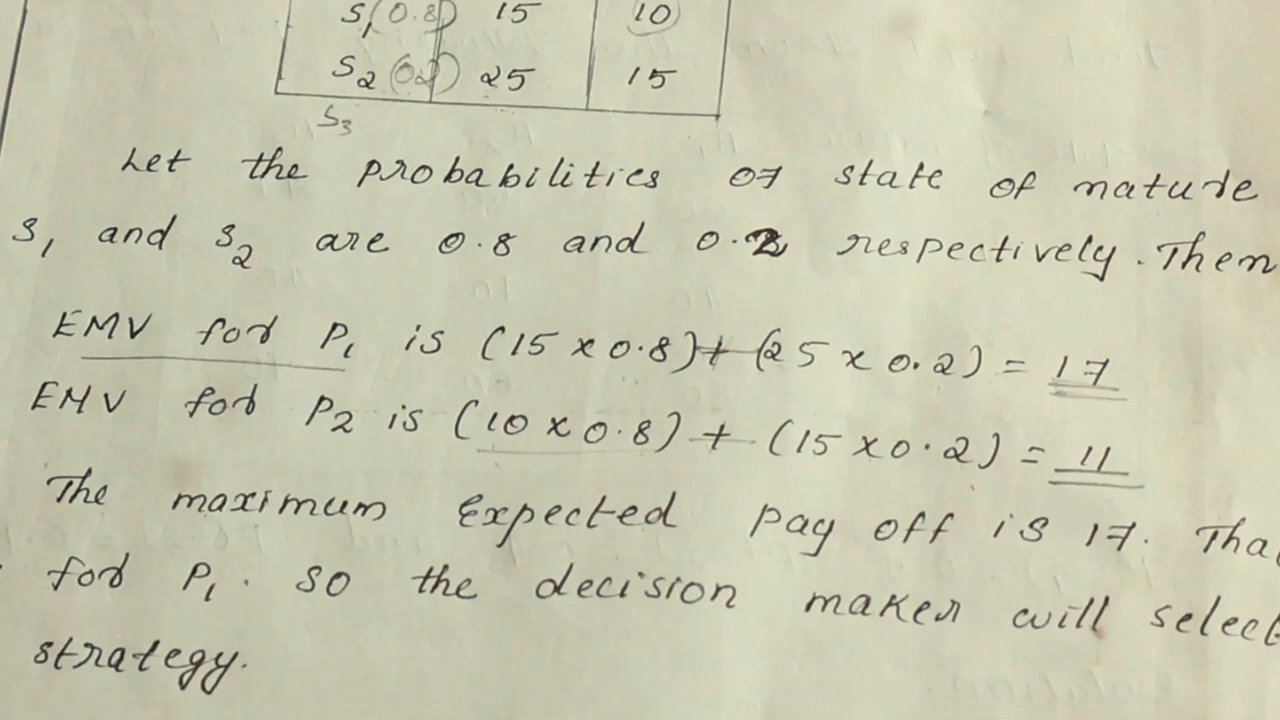 S1(0.8) 15 10
S2(0.2) 25 15
S3
Let the probabilities of state of nature
S1 and S2 are 0.8 and 0.2 respectively. Then
EMV for P1 is (15 x 0.8)+(25 x 0.2) = 17
EMV for P2 is (10 x 0.8) + (15 x 0.2) = 11
The maximum Expected pay off is 17. Tha
for P1. So the decision maker will select
strategy.